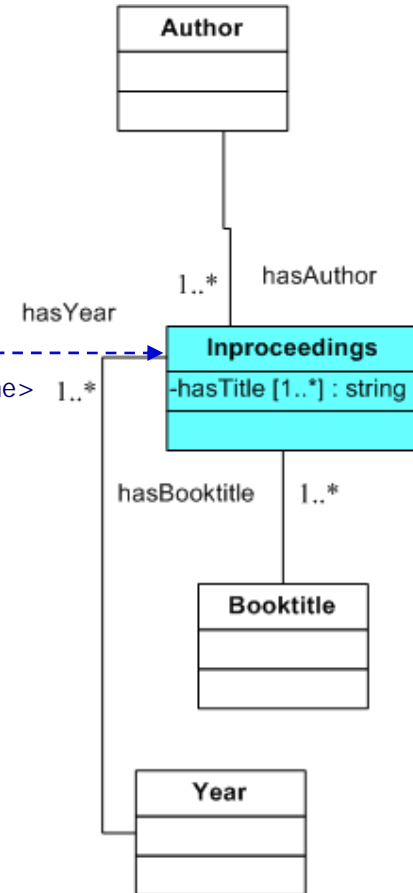 Author
1..* hasAuthor
hasYear
Inproceedings
1..*
-hasTitle [1..*] : string
hasBooktitle 1..*
Booktitle
Year